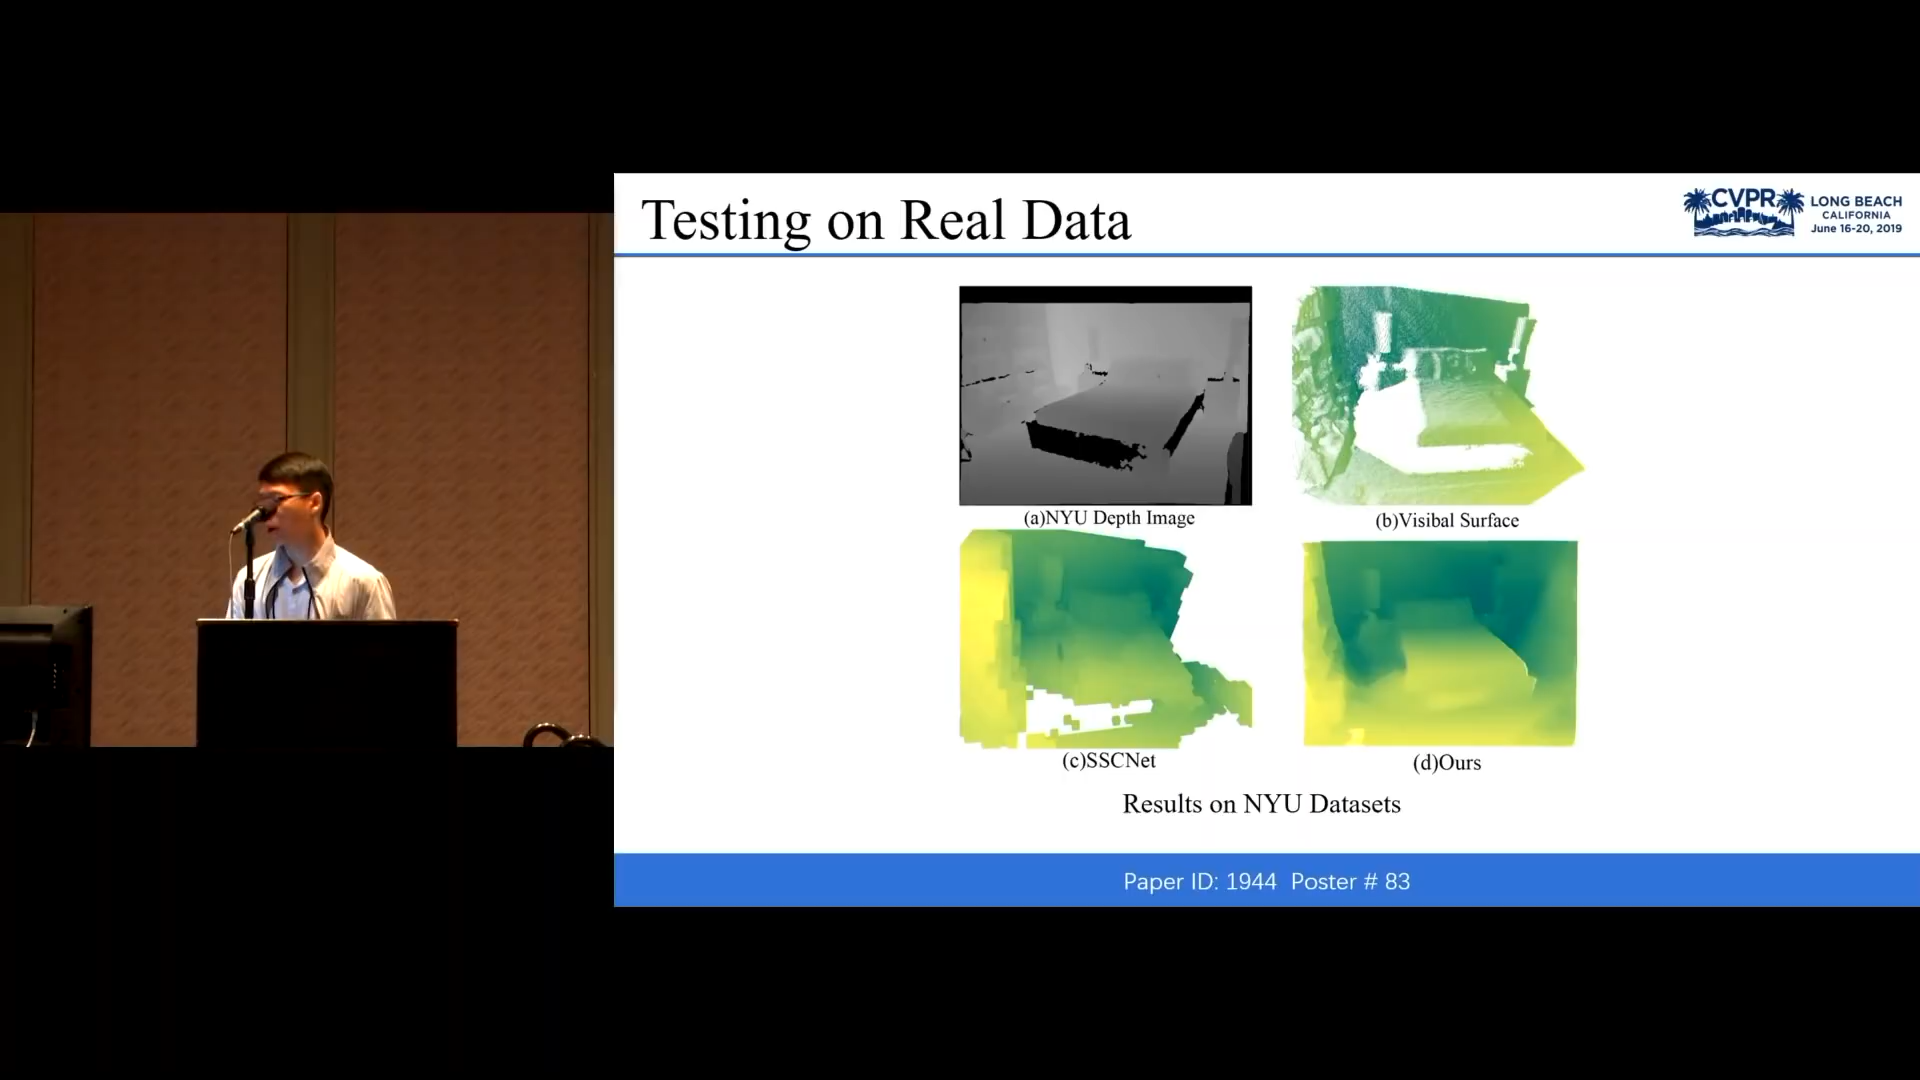 Testing on Real Data
CVPR
LONG BEACH
CALIFORNIA
June 16-20, 2019
(a)NYU Depth Image
(b)Visibal Surface
(c)SSCNet
(d)Ours
Results on NYU Datasets
Paper ID: 1944 Poster # 83